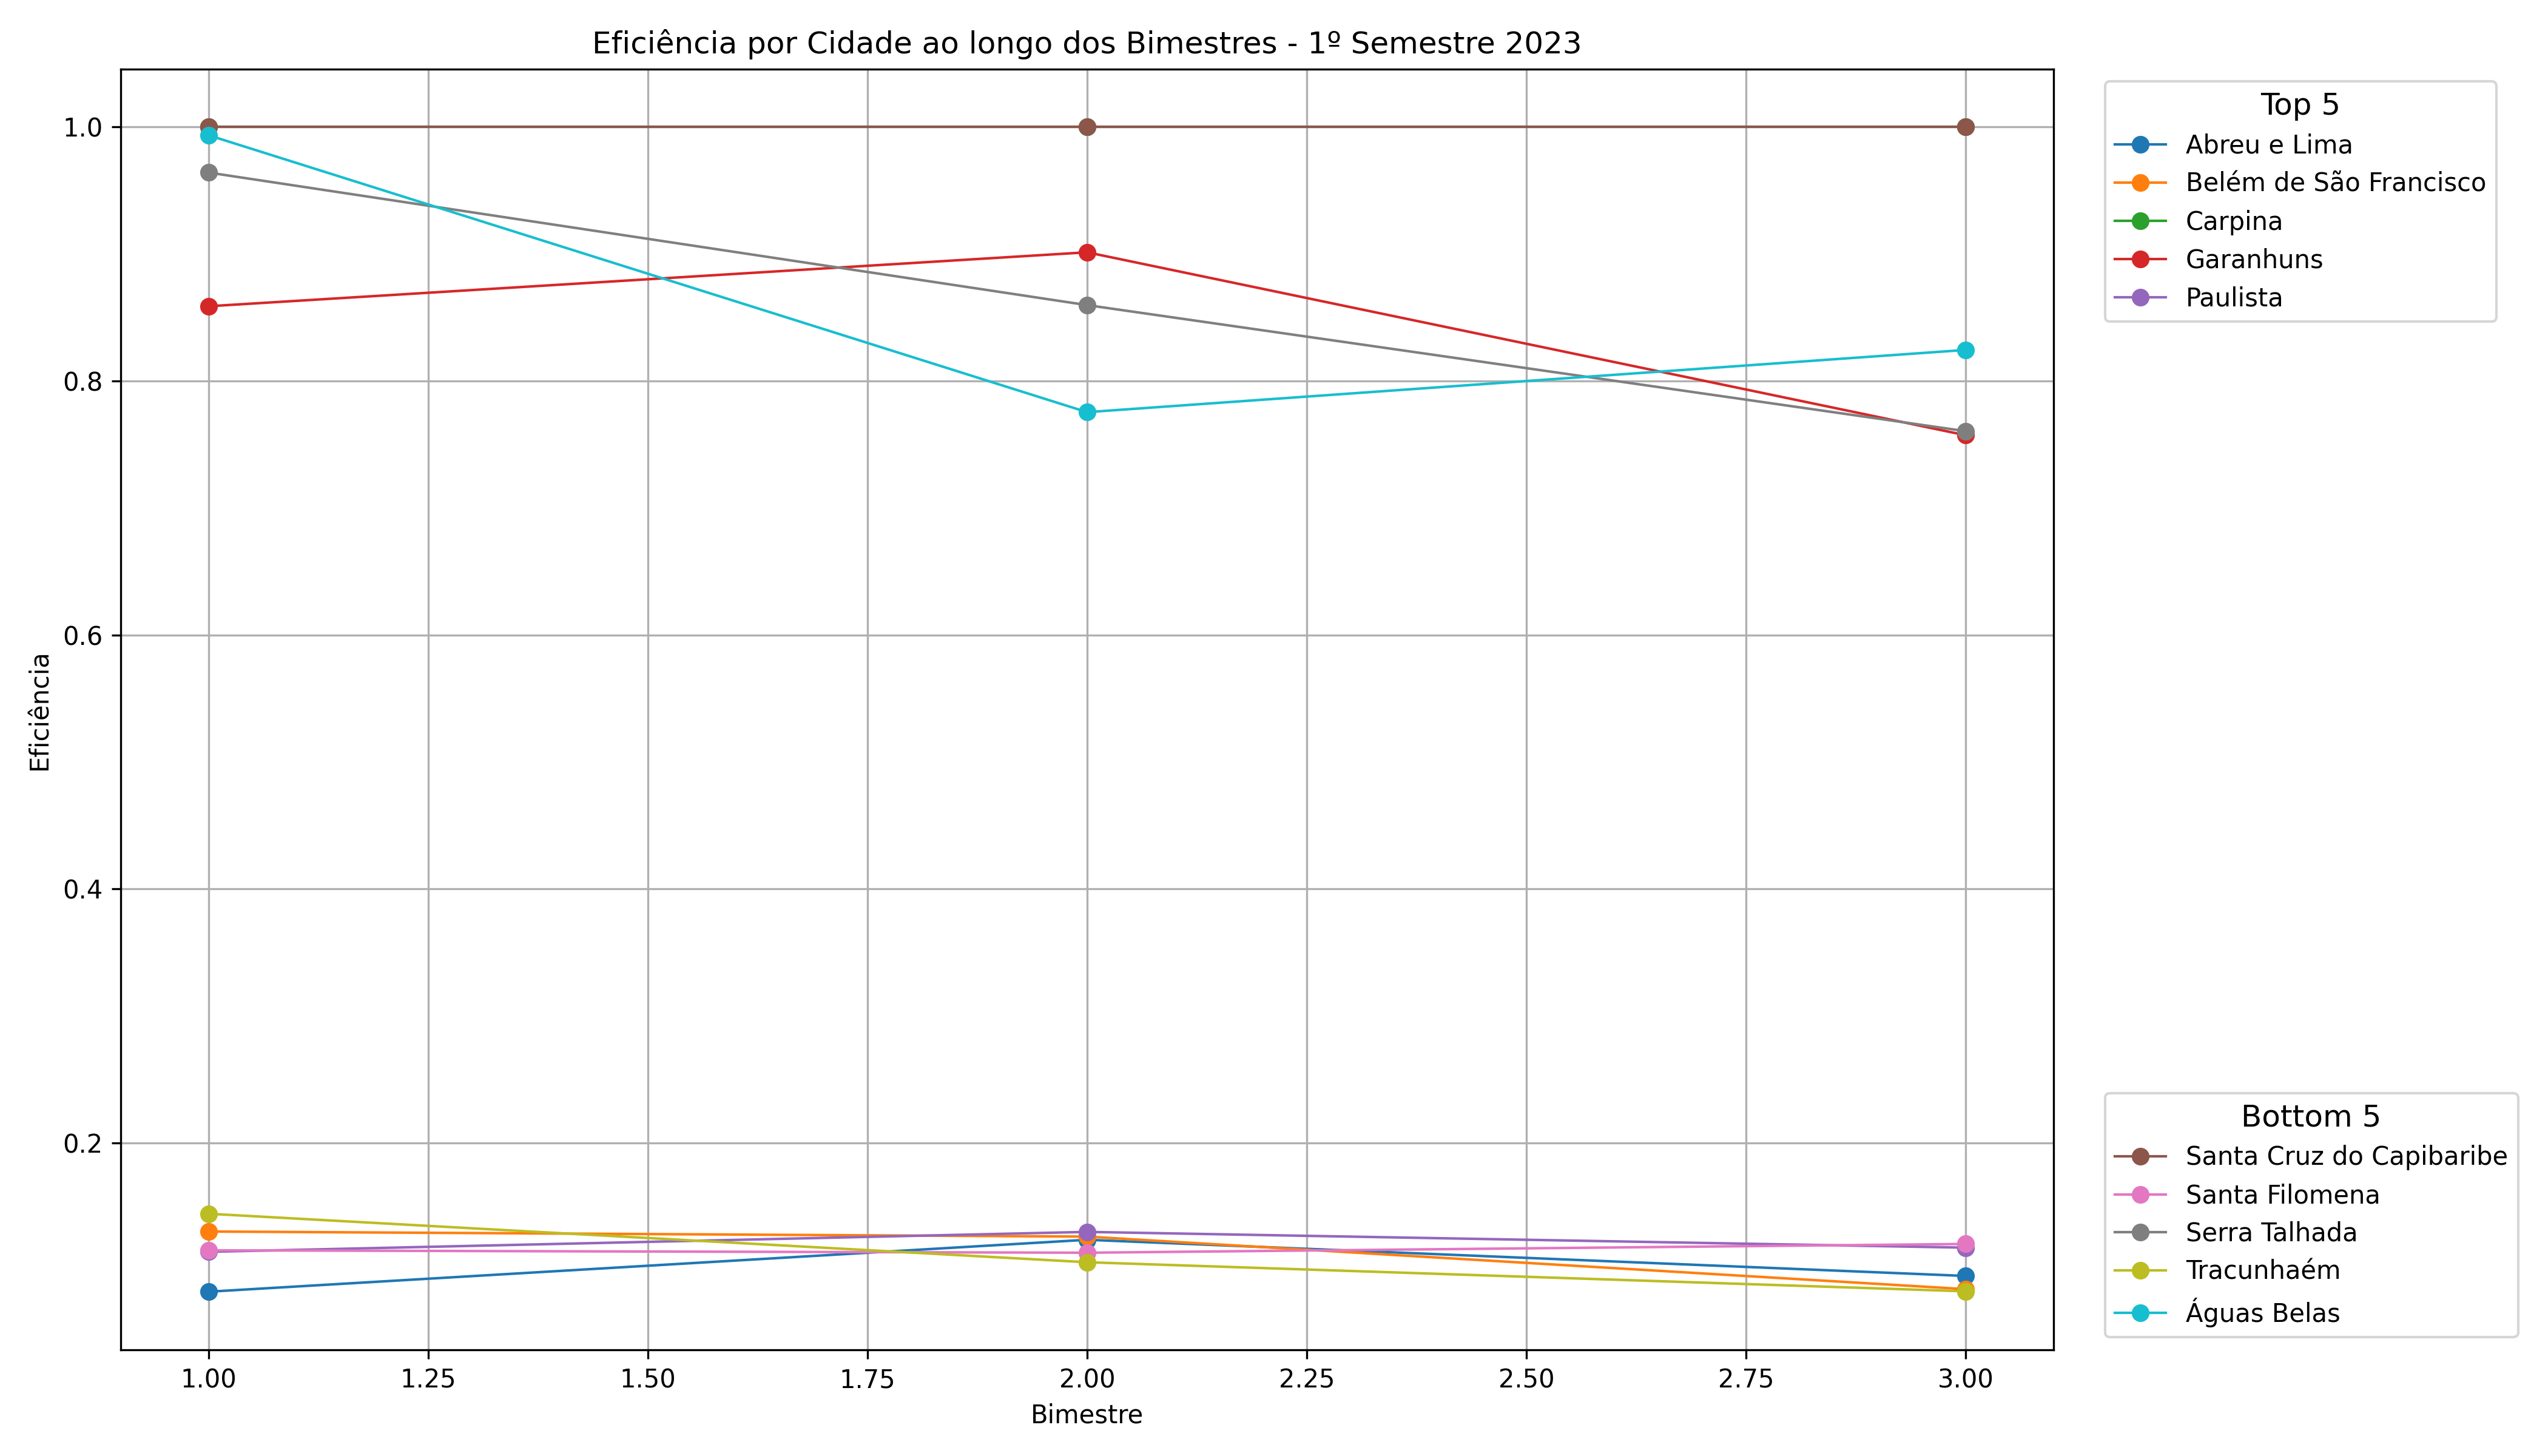 Eficiência por Cidade ao longo dos Bimestres - 1º Semestre 2023
Eficiência
1.0
0.8
0.6
0.4
0.2
1.00 1.25 1.50 1.75 2.00 2.25 2.50 2.75 3.00
Bimestre
Top 5
Abreu e Lima
Belém de São Francisco
Carpina
Garanhuns
Paulista
Bottom 5
Santa Cruz do Capibaribe
Santa Filomena
Serra Talhada
Tracunhaém
Águas Belas